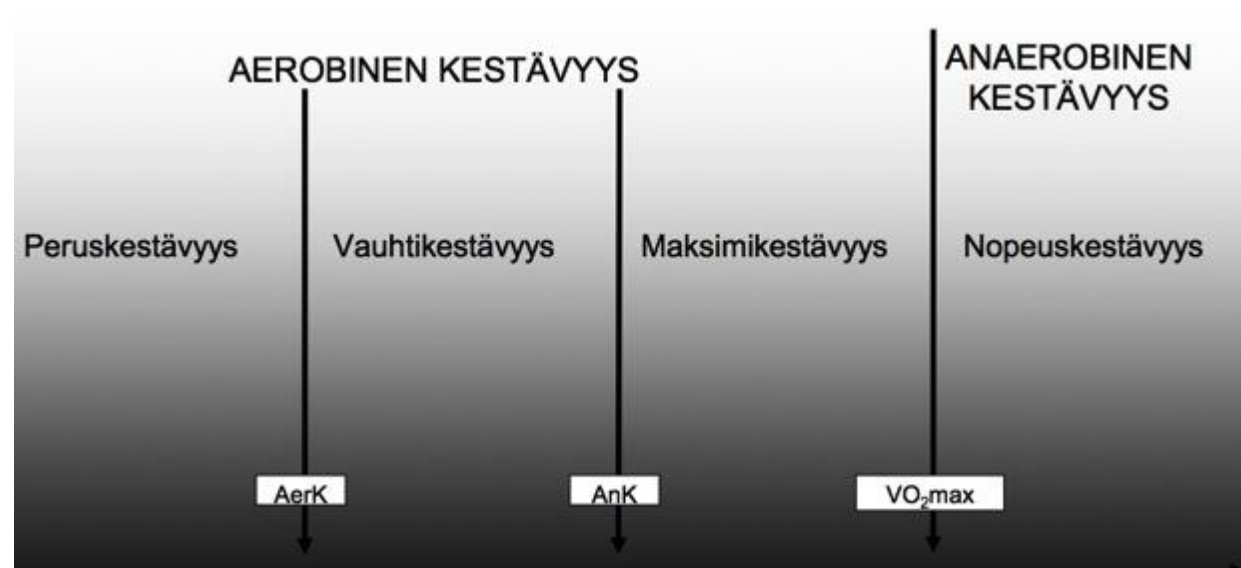 AEROBINEN KESTÄVYYS
ANAEROBINEN
KESTÄVYYS
Peruskestävyys
Vauhtikestävyys
Maksimikestävyys
Nopeuskestävyys
AerK
AnK
VO₂max